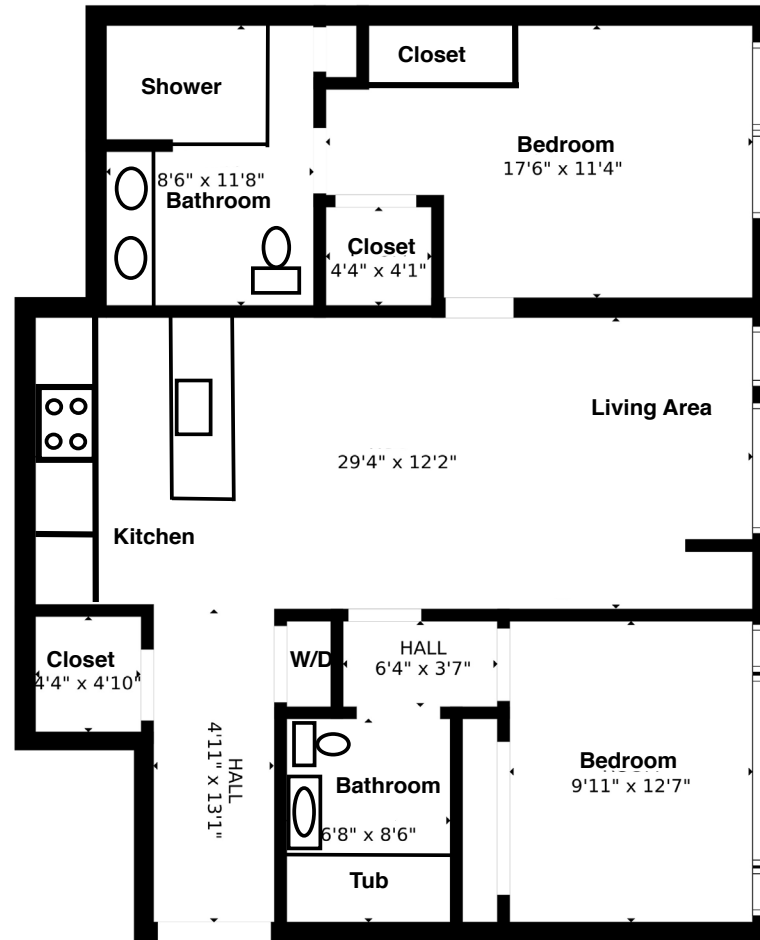 Closet
Shower
Bedroom
17'6" x 11'4"
8'6" x 11'8"
Bathroom
Closet
4'4" x 4'1"
Living Area
29'4" x 12'2"
Kitchen
HALL
6'4" x 3'7"
W/D
Closet
4'4" x 4'10"
HALL
4'11" x 13'1"
Bedroom
9'11" x 12'7"
Bathroom
6'8" x 8'6"
Tub